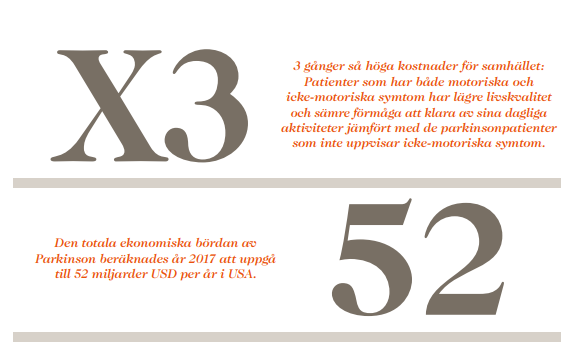 X3
3 gånger så höga kostnader för samhället:
Patienter som har både motoriska och
icke-motoriska symtom har lägre livskvalitet
och sämre förmåga att klara av sina dagliga
aktiviteter jämfört med de parkinsonpatienter
som inte uppvisar icke-motoriska symtom.
Den totala ekonomiska bördan av
Parkinson beräknades år 2017 att uppgå
till 52 miljarder USD per år i USA.
52